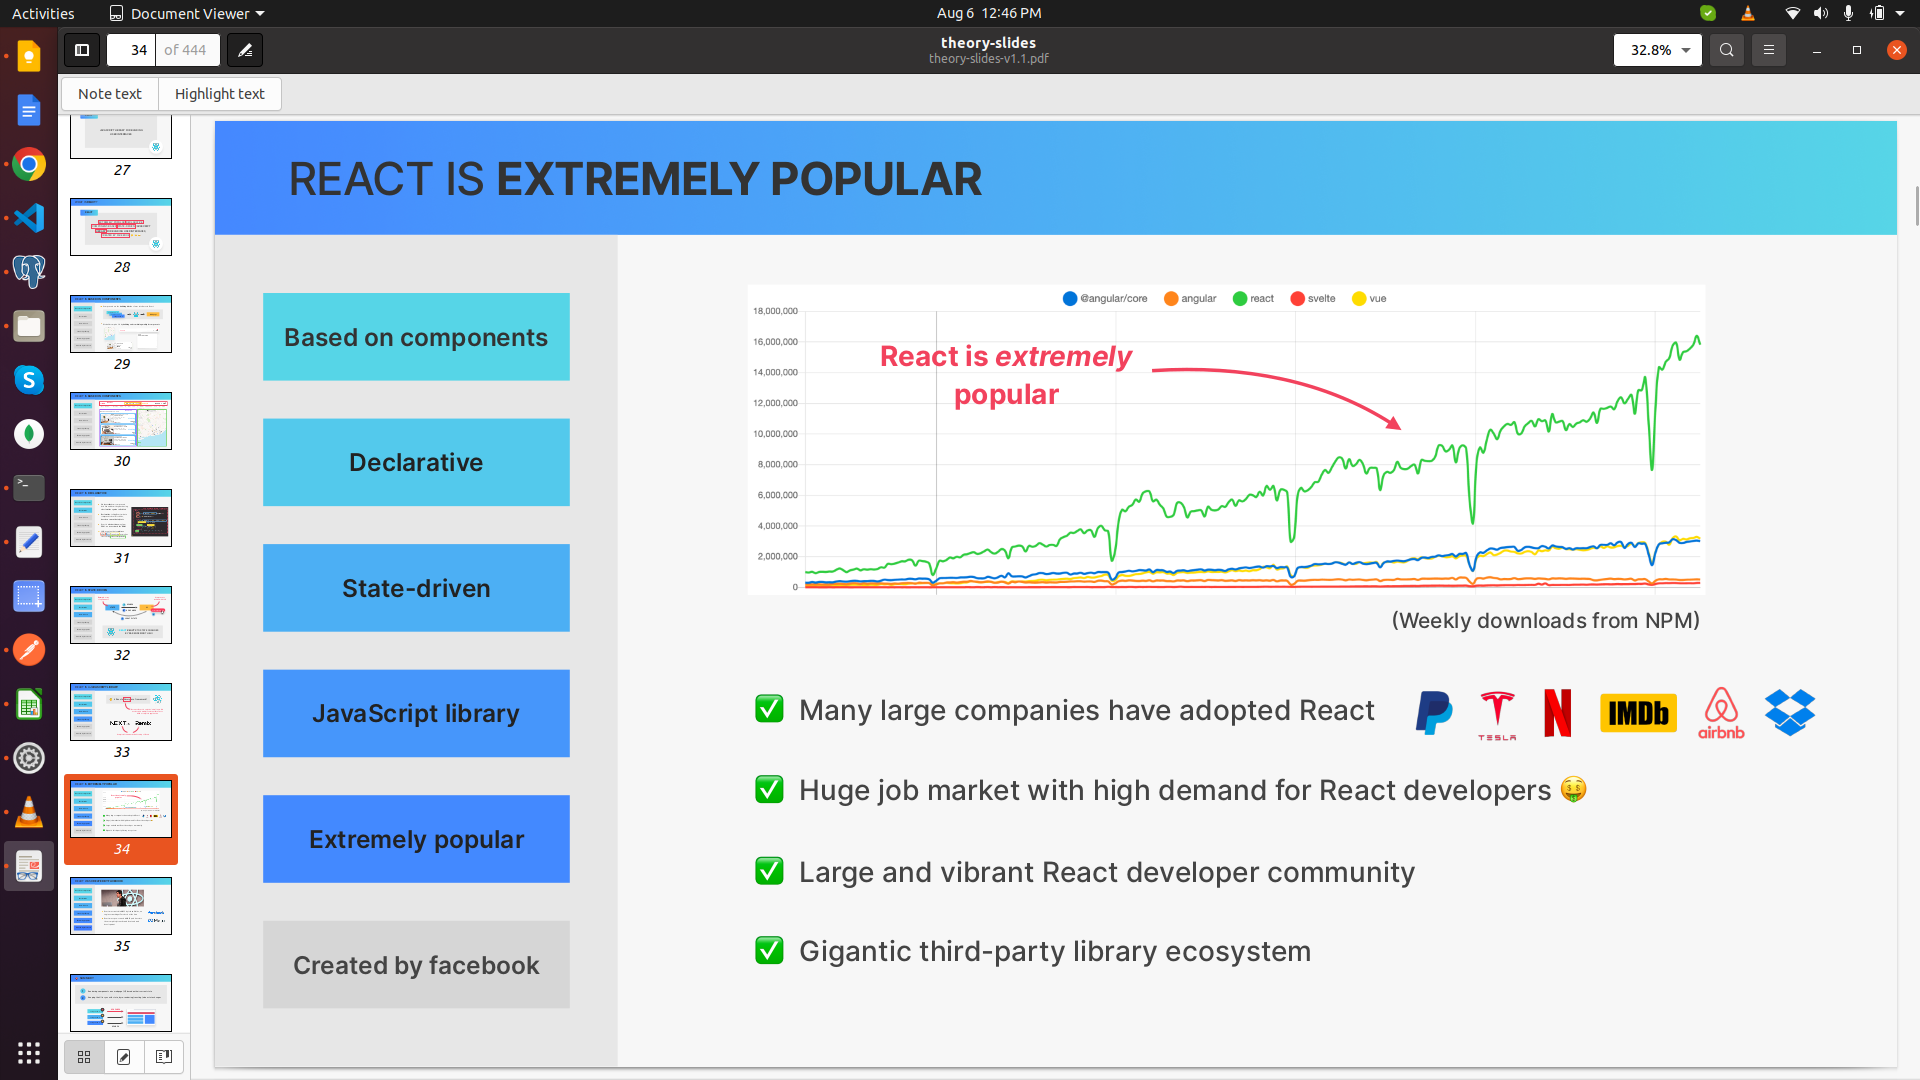 Activities
Document Viewer
Aug 6 12:46 PM
34 of 444
theory-slides
theory-slides-v1.1.pdf
32.8%
Note text
Highlight text
27
28
29
30
31
32
33
34
35
REACT IS EXTREMELY POPULAR
Based on components
Declarative
State-driven
JavaScript library
Extremely popular
Created by facebook
@angular/core angular react svelte vue
18,000,000
16,000,000
14,000,000
12,000,000
10,000,000
8,000,000
6,000,000
4,000,000
2,000,000
0
React is extremely
popular
(Weekly downloads from NPM)
✅ Many large companies have adopted React
TESLA
IMDb
airbnb
✅ Huge job market with high demand for React developers 🤑
✅ Large and vibrant React developer community
✅ Gigantic third-party library ecosystem